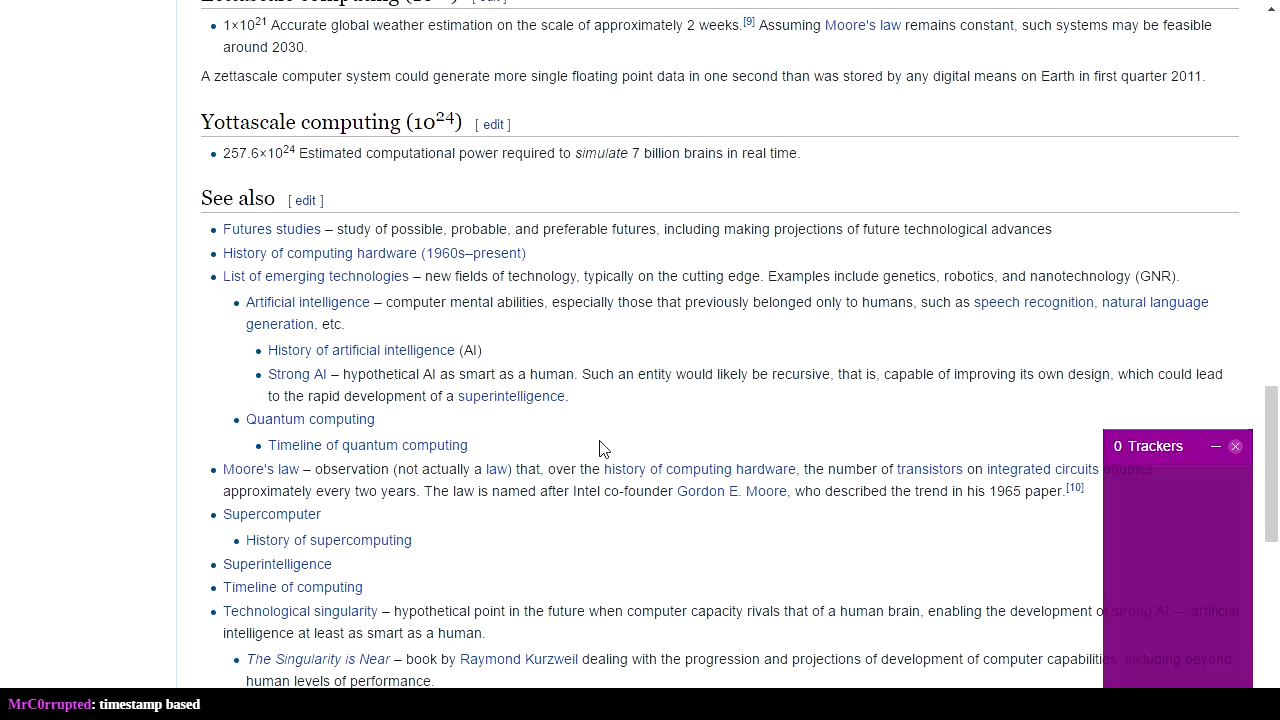 1×10²¹ Accurate global weather estimation on the scale of approximately 2 weeks.[9] Assuming Moore's law remains constant, such systems may be feasible
around 2030.
A zettascale computer system could generate more single floating point data in one second than was stored by any digital means on Earth in first quarter 2011.
Yottascale computing (10²⁴) [ edit ]
257.6×10²⁴ Estimated computational power required to simulate 7 billion brains in real time.
See also [ edit ]
Futures studies – study of possible, probable, and preferable futures, including making projections of future technological advances
History of computing hardware (1960s–present)
List of emerging technologies – new fields of technology, typically on the cutting edge. Examples include genetics, robotics, and nanotechnology (GNR).
Artificial intelligence – computer mental abilities, especially those that previously belonged only to humans, such as speech recognition, natural language
generation, etc.
History of artificial intelligence (AI)
Strong AI – hypothetical AI as smart as a human. Such an entity would likely be recursive, that is, capable of improving its own design, which could lead
to the rapid development of a superintelligence.
Quantum computing
Timeline of quantum computing
0 Trackers
Moore's law – observation (not actually a law) that, over the history of computing hardware, the number of transistors on integrated circuits doubles
approximately every two years. The law is named after Intel co-founder Gordon E. Moore, who described the trend in his 1965 paper.[10]
Supercomputer
History of supercomputing
Superintelligence
Timeline of computing
Technological singularity – hypothetical point in the future when computer capacity rivals that of a human brain, enabling the development of strong AI — artificial
intelligence at least as smart as a human.
The Singularity is Near – book by Raymond Kurzweil dealing with the progression and projections of development of computer capabilities, including beyond
human levels of performance.
MrC0rrupted: timestamp based